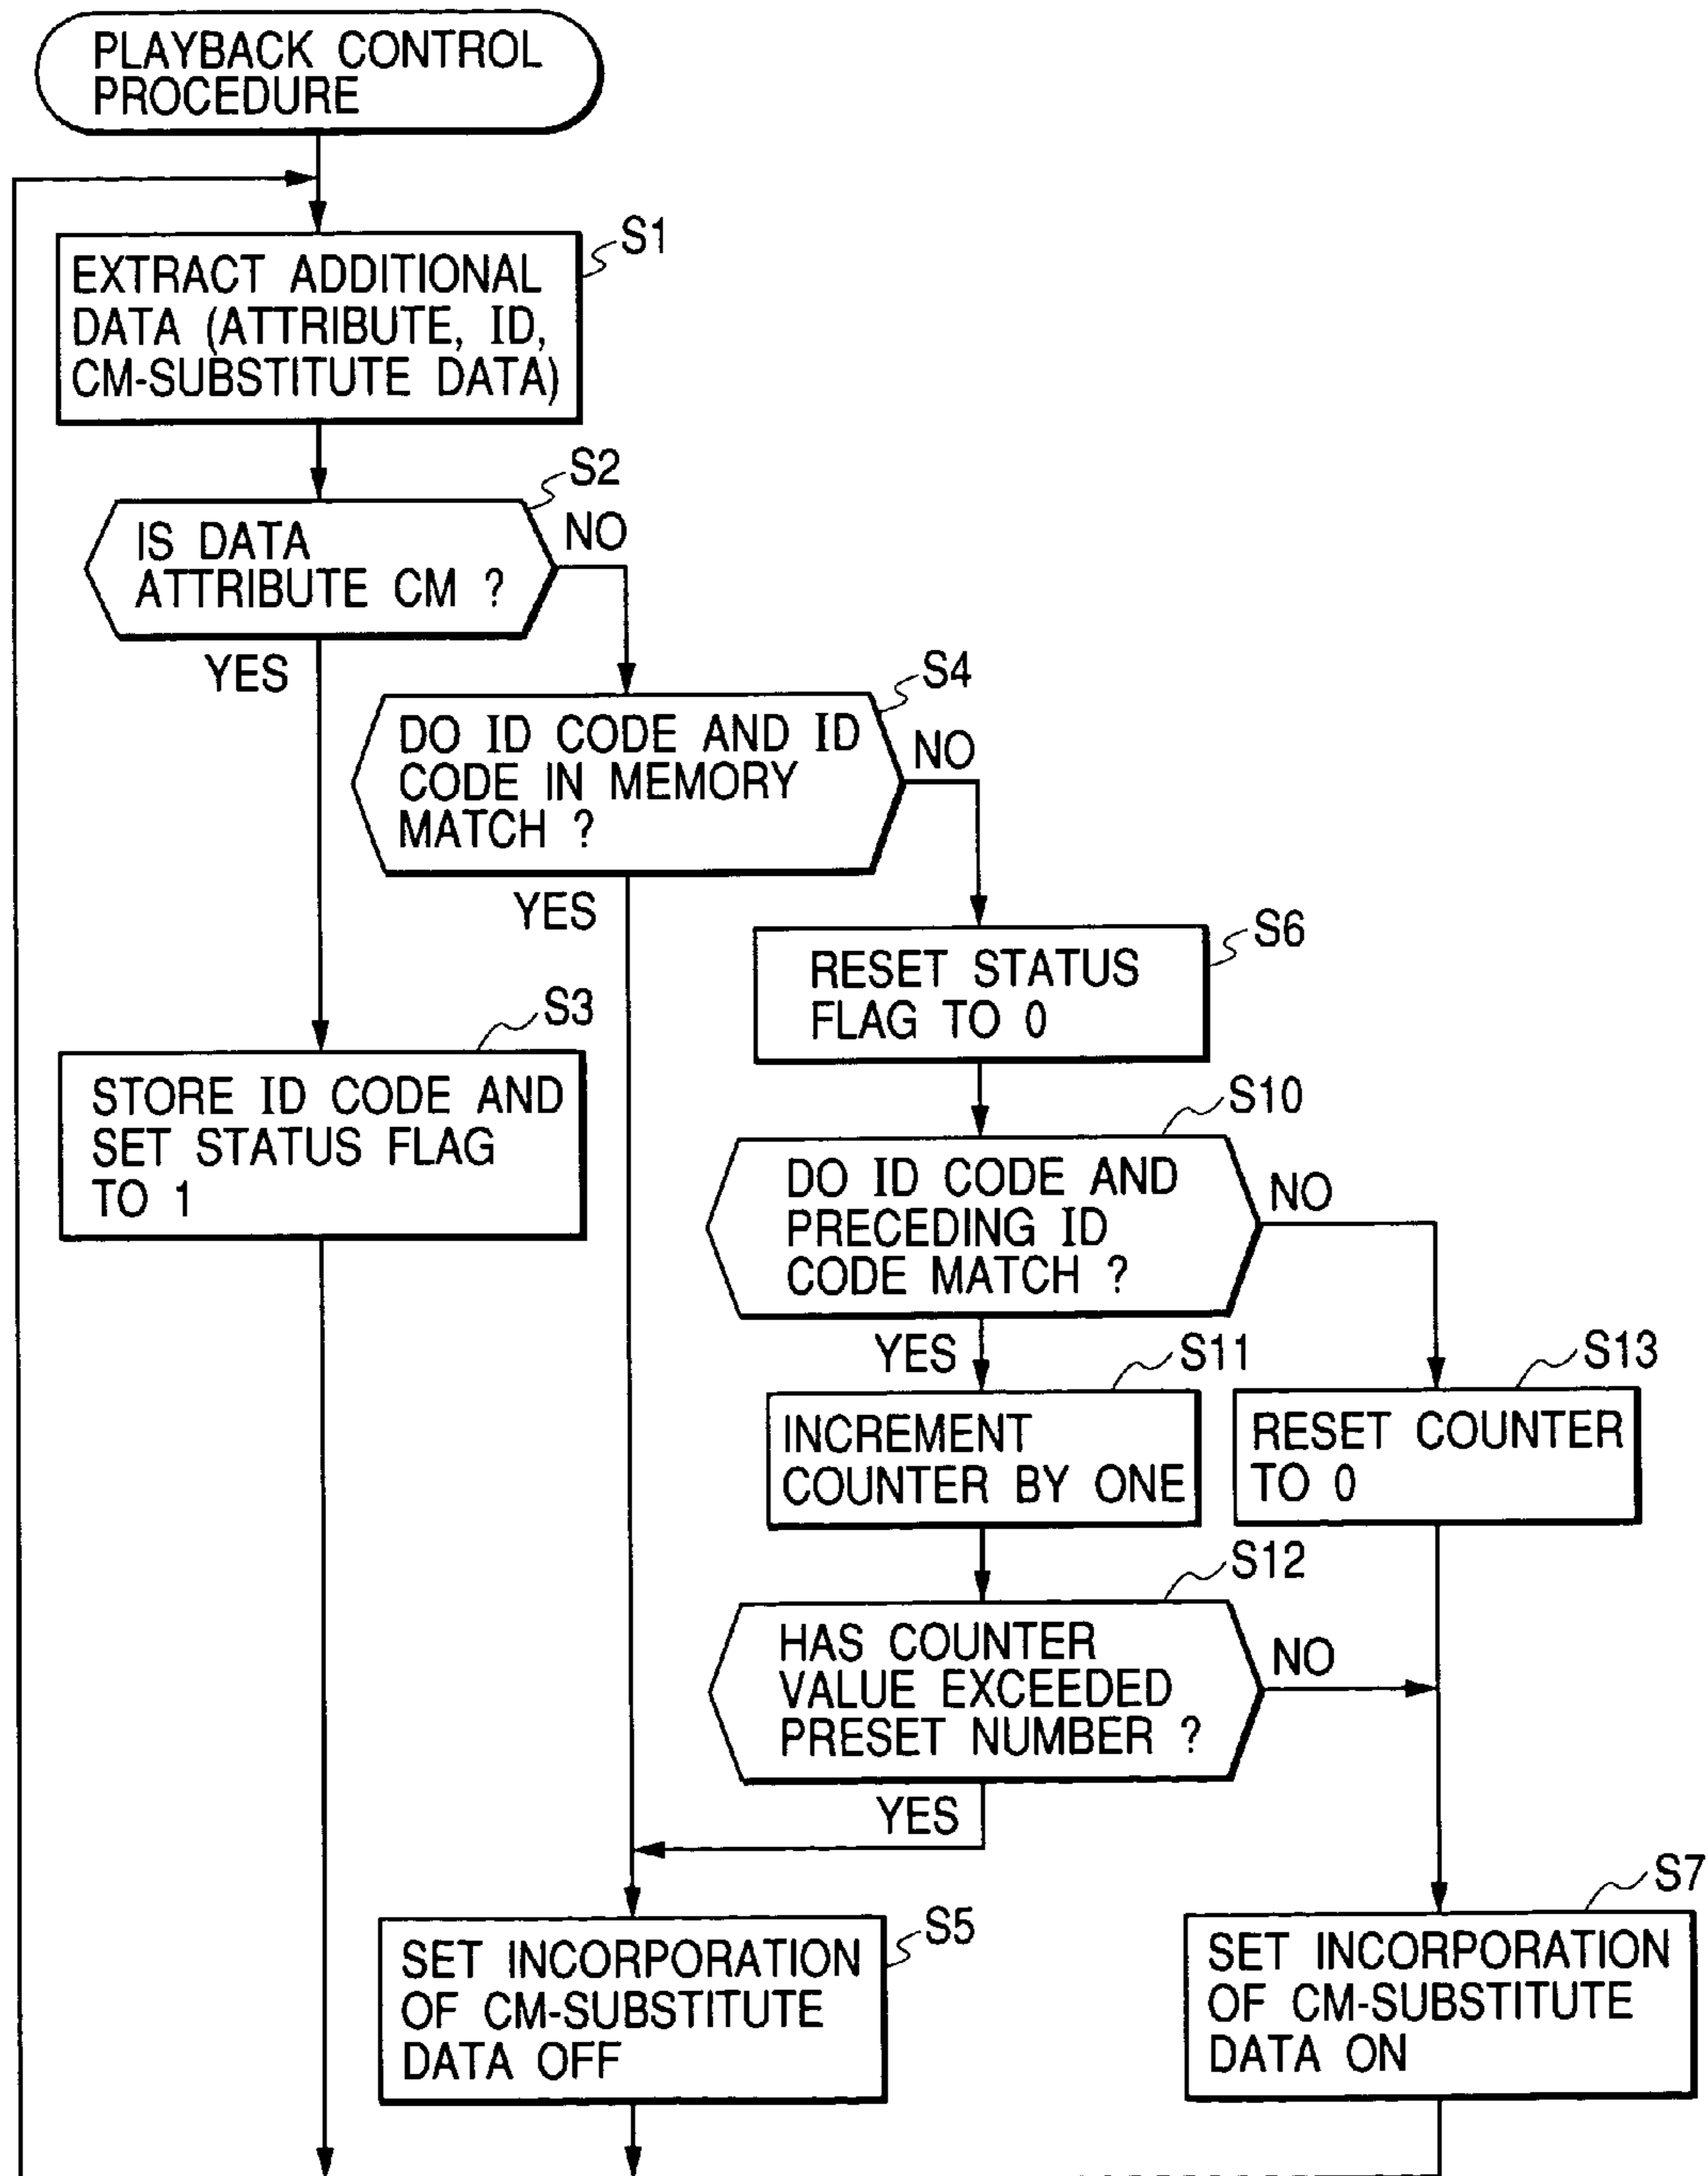 PLAYBACK CONTROL
PROCEDURE
S1
EXTRACT ADDITIONAL
DATA (ATTRIBUTE, ID,
CM-SUBSTITUTE DATA)
S2
IS DATA
ATTRIBUTE CM ?
NO
YES
S4
DO ID CODE AND ID
CODE IN MEMORY
MATCH ?
NO
YES
S6
RESET STATUS
FLAG TO 0
S3
STORE ID CODE AND
SET STATUS FLAG
TO 1
S10
DO ID CODE AND
PRECEDING ID
CODE MATCH ?
NO
YES
S11
INCREMENT
COUNTER BY ONE
S13
RESET COUNTER
TO 0
S12
HAS COUNTER
VALUE EXCEEDED
PRESET NUMBER ?
NO
YES
S5
SET INCORPORATION
OF CM-SUBSTITUTE
DATA OFF
S7
SET INCORPORATION
OF CM-SUBSTITUTE
DATA ON